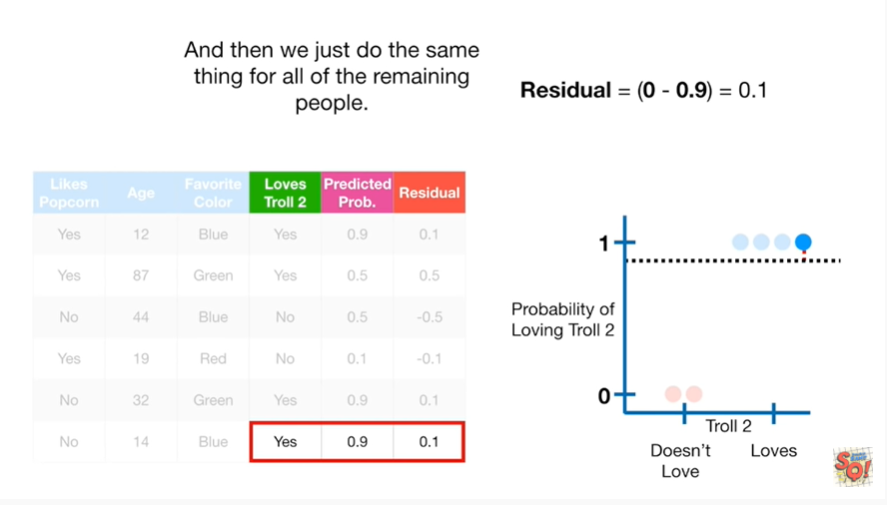 And then we just do the same
thing for all of the remaining
people.
Residual = (0 - 0.9) = 0.1
Likes Popcorn Age Favorite Color Loves Troll 2 Predicted Prob. Residual
Yes 12 Blue Yes 0.9 0.1
Yes 87 Green Yes 0.5 0.5
No 44 Blue No 0.5 -0.5
Yes 19 Red No 0.1 -0.1
No 32 Green Yes 0.9 0.1
No 14 Blue Yes 0.9 0.1
1
Probability of
Loving Troll 2
0
Troll 2
Doesn't
Love
Loves
SQ!